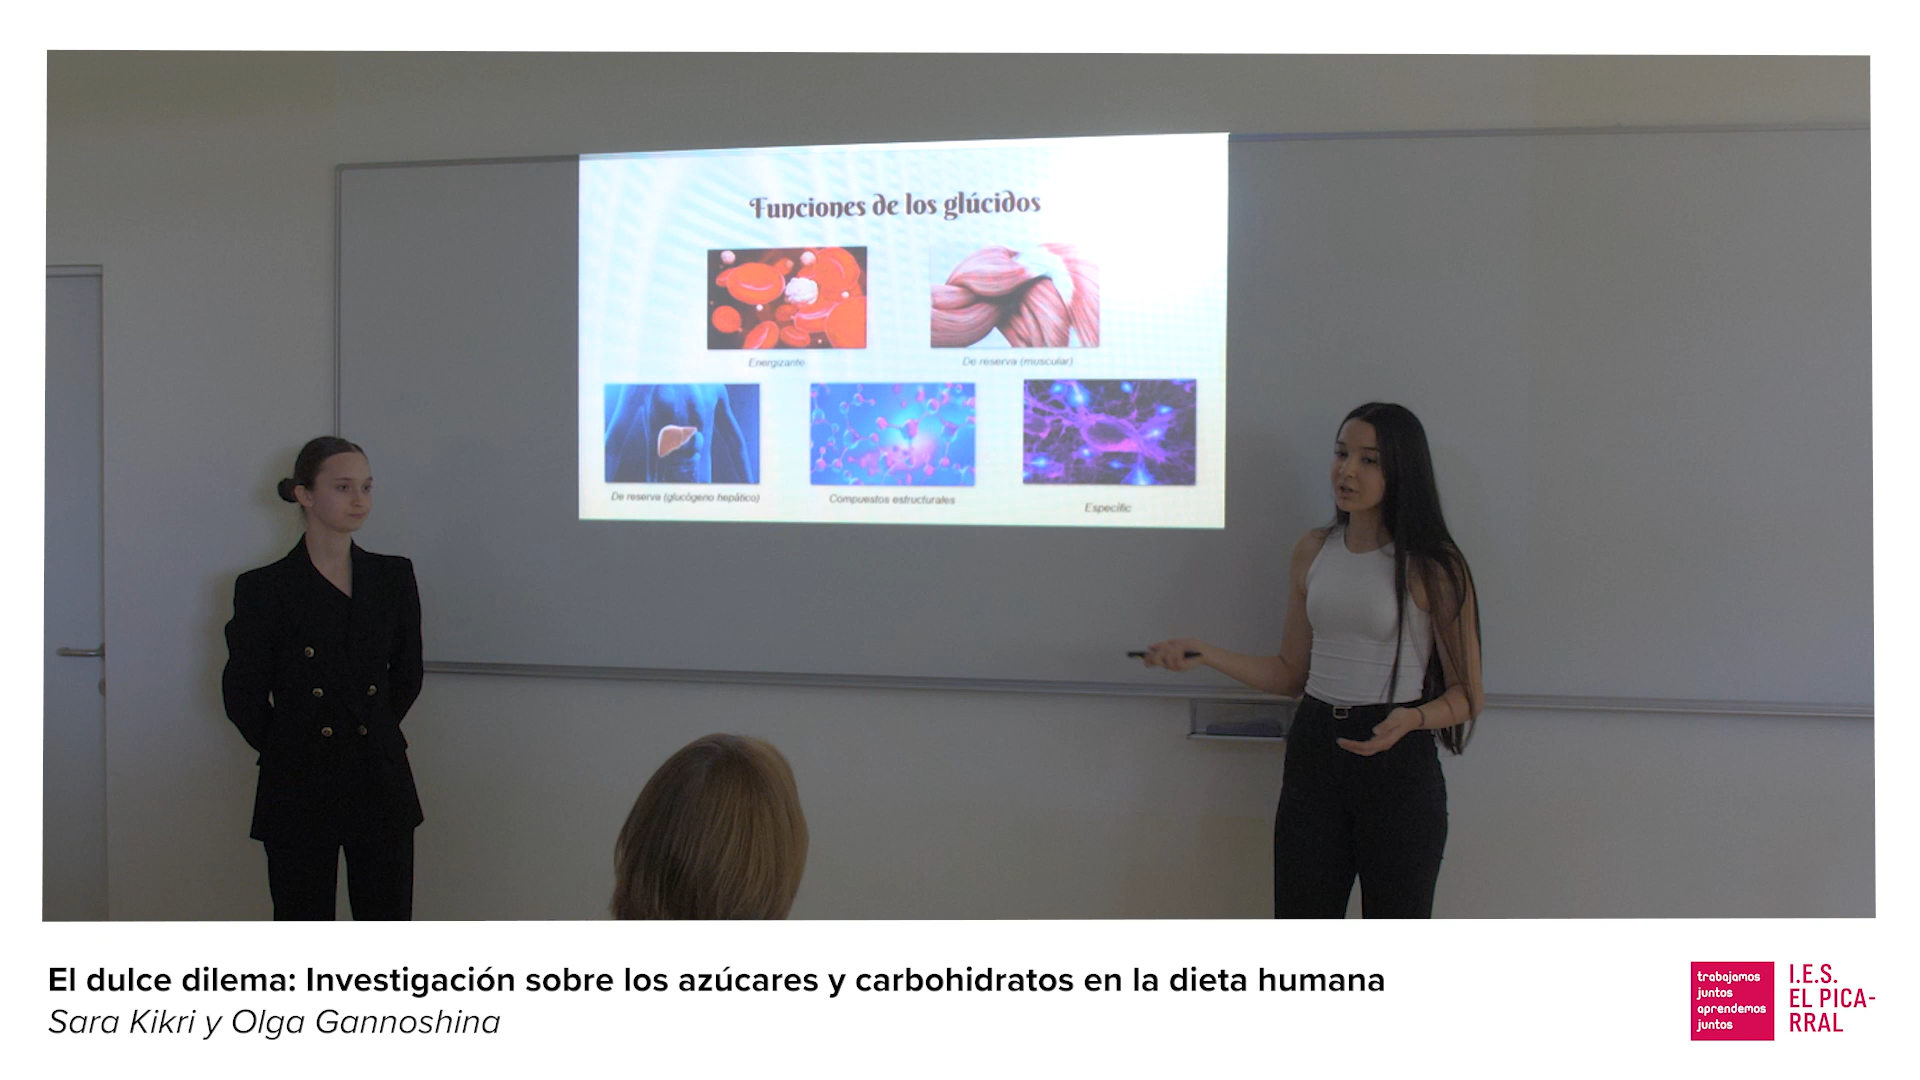 Funciones de los glúcidos
Energizante
De reserva (muscular)
De reserva (glucógeno hepático)
Compuestos estructurales
Específic
El dulce dilema: Investigación sobre los azúcares y carbohidratos en la dieta humana
Sara Kikri y Olga Gannoshina
trabajamos
juntos
aprendemos
juntos
I.E.S.
EL PICA-
RRAL